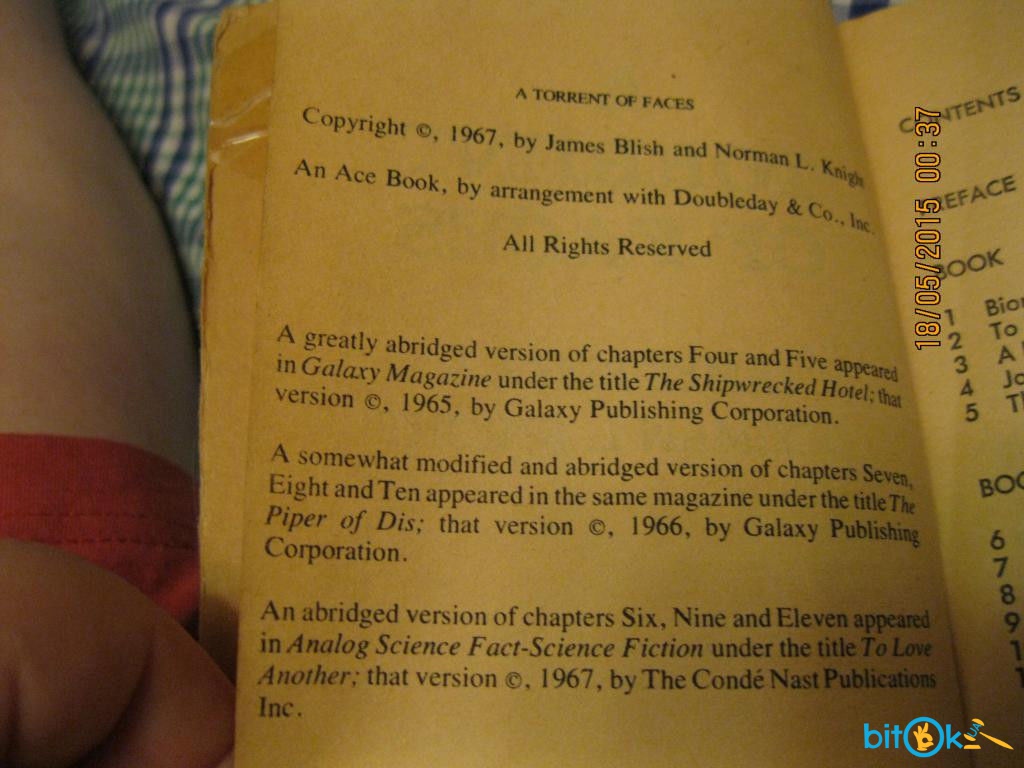 A TORRENT OF FACES
Copyright ©, 1967, by James Blish and Norman L. Knight
An Ace Book, by arrangement with Doubleday & Co., Inc.
All Rights Reserved
A greatly abridged version of chapters Four and Five appeared
in Galaxy Magazine under the title The Shipwrecked Hotel; that
version ©, 1965, by Galaxy Publishing Corporation.
A somewhat modified and abridged version of chapters Seven,
Eight and Ten appeared in the same magazine under the title The
Piper of Dis; that version ©, 1966, by Galaxy Publishing
Corporation.
An abridged version of chapters Six, Nine and Eleven appeared
in Analog Science Fact-Science Fiction under the title To Love
Another; that version ©, 1967, by The Condé Nast Publications
Inc.
CONTENTS
PREFACE
BOOK
1
2 To
3 A
4
5
6
7
8
9
18/05/2015 00:37
bitOk UA